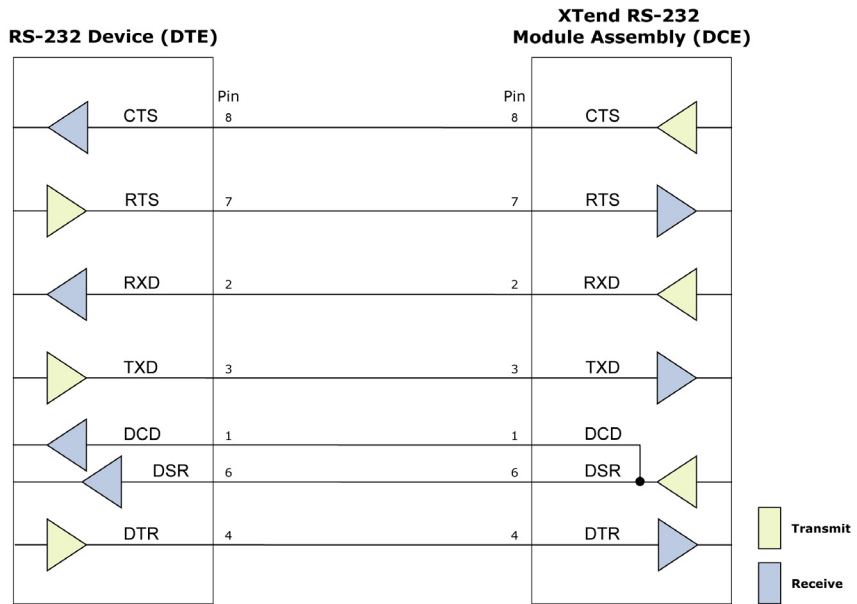 XTend RS-232
RS-232 Device (DTE)
Module Assembly (DCE)
Pin
Pin
CTS
8
8
CTS
RTS
7
7
RTS
RXD
2
2
RXD
TXD
3
3
TXD
DCD
1
1
DCD
DSR
6
6
DSR
DTR
4
4
DTR
Transmit
Receive